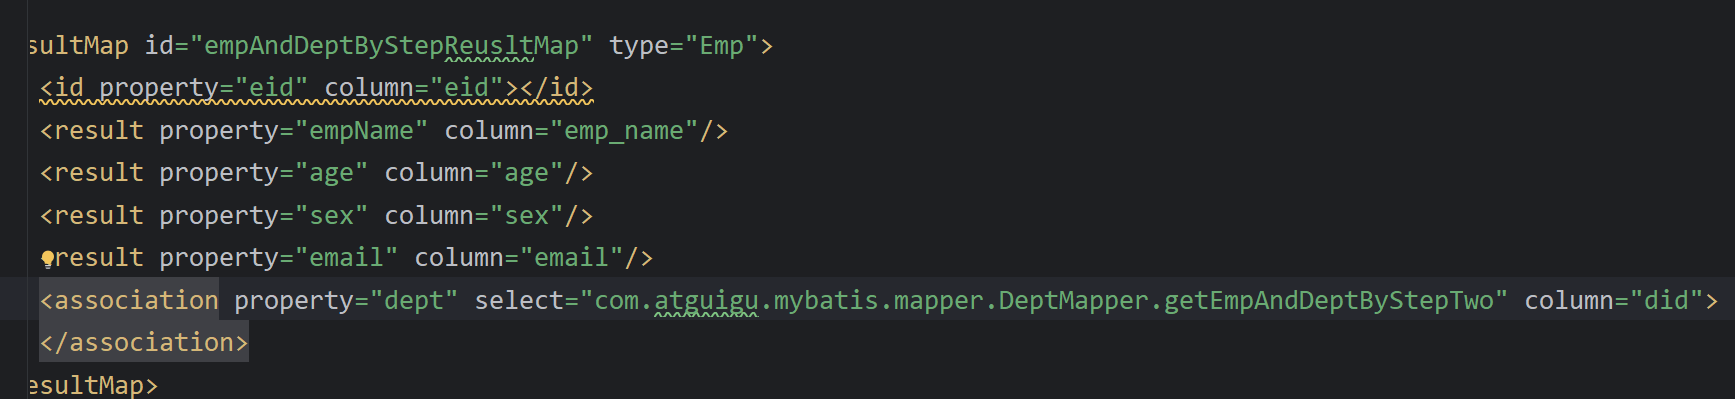 sultMap id="empAndDeptByStepReusltMap" type="Emp">
<id property="eid" column="eid"></id>
<result property="empName" column="emp_name"/>
<result property="age" column="age"/>
<result property="sex" column="sex"/>
result property="email" column="email"/>
<association property="dept" select="com.atguigu.mybatis.mapper.DeptMapper.getEmpAndDeptByStepTwo" column="did">
</association>
esultMap>